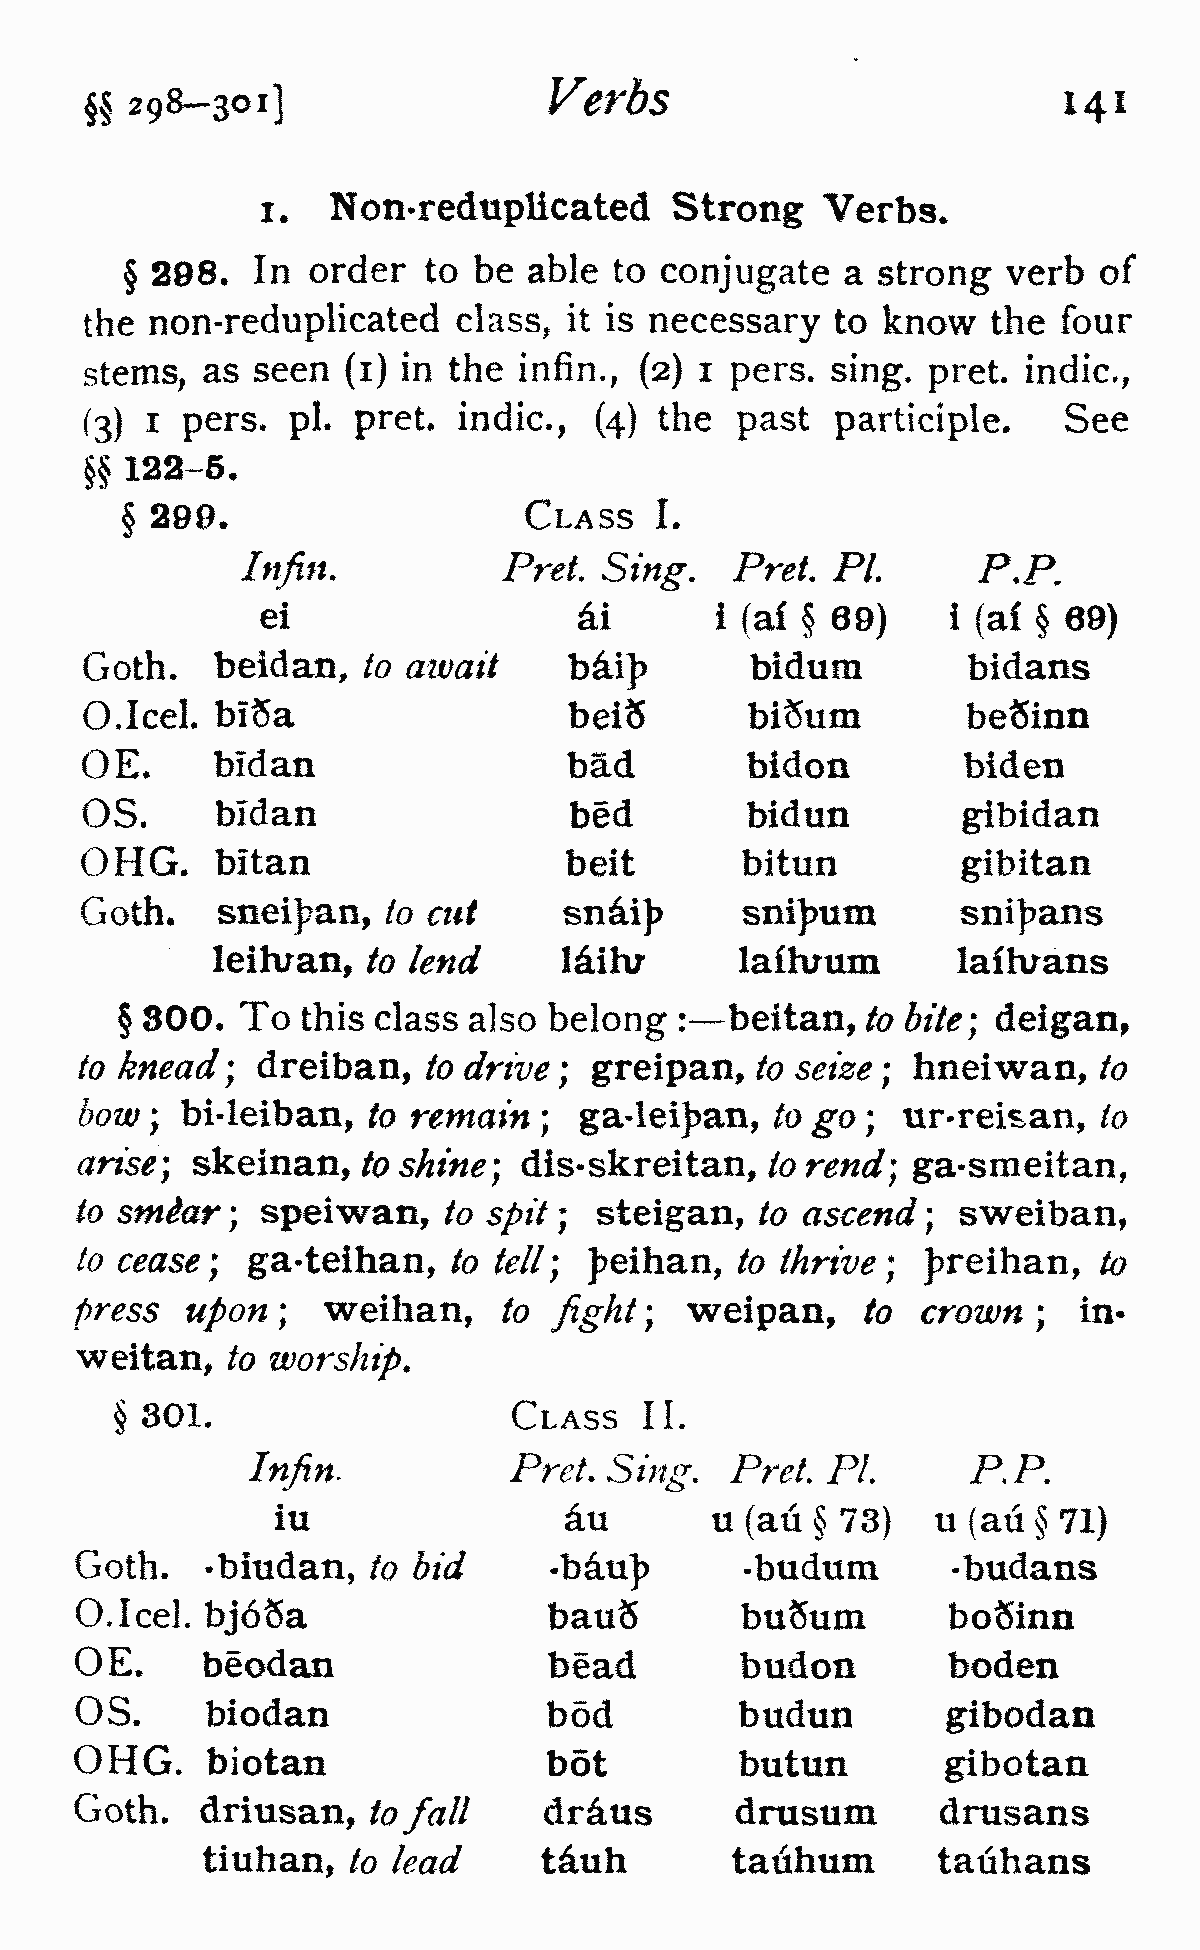 §§ 298—301] Verbs 141
1. Non-reduplicated Strong Verbs.
§ 298. In order to be able to conjugate a strong verb of
the non-reduplicated class, it is necessary to know the four
stems, as seen (1) in the infin., (2) 1 pers. sing. pret. indic.,
(3) 1 pers. pl. pret. indic., (4) the past participle. See
§§ 122–5.
§ 299. Class I.
Infin. Pret. Sing. Pret. Pl. P.P.
ei ái i (aí § 69) i (aí § 69)
Goth. beidan, to await báiþ bidum bidans
O.Icel. bīða beið biðum beðinn
OE. bīdan bād bidon biden
OS. bīdan bēd bidun gibidan
OHG. bītan beit bitun gibitan
Goth. sneiþan, to cut snáiþ sniþum sniþans
leiƕan, to lend láiƕ laíƕum laíƕans
§ 300. To this class also belong :—beitan, to bite; deigan,
to knead; dreiban, to drive; greipan, to seize; hneiwan, to
bow; bi-leiban, to remain; ga-leiþan, to go; ur-reisan, to
arise; skeinan, to shine; dis-skreitan, to rend; ga-smeitan,
to smear; speiwan, to spit; steigan, to ascend; sweiban,
to cease; ga-teihan, to tell; þeihan, to thrive; þreihan, to
press upon; weihan, to fight; weipan, to crown; in-
weitan, to worship.
§ 301. Class II.
Infin. Pret. Sing. Pret. Pl. P.P.
iu áu u (aú § 73) u (aú § 71)
Goth. -biudan, to bid -báuþ -budum -budans
O.Icel. bjóða bauð buðum boðinn
OE. bēodan bēad budon boden
OS. biodan bōd budun gibodan
OHG. biotan bōt butun gibotan
Goth. driusan, to fall dráus drusum drusans
tiuhan, to lead táuh taúhum taúhans